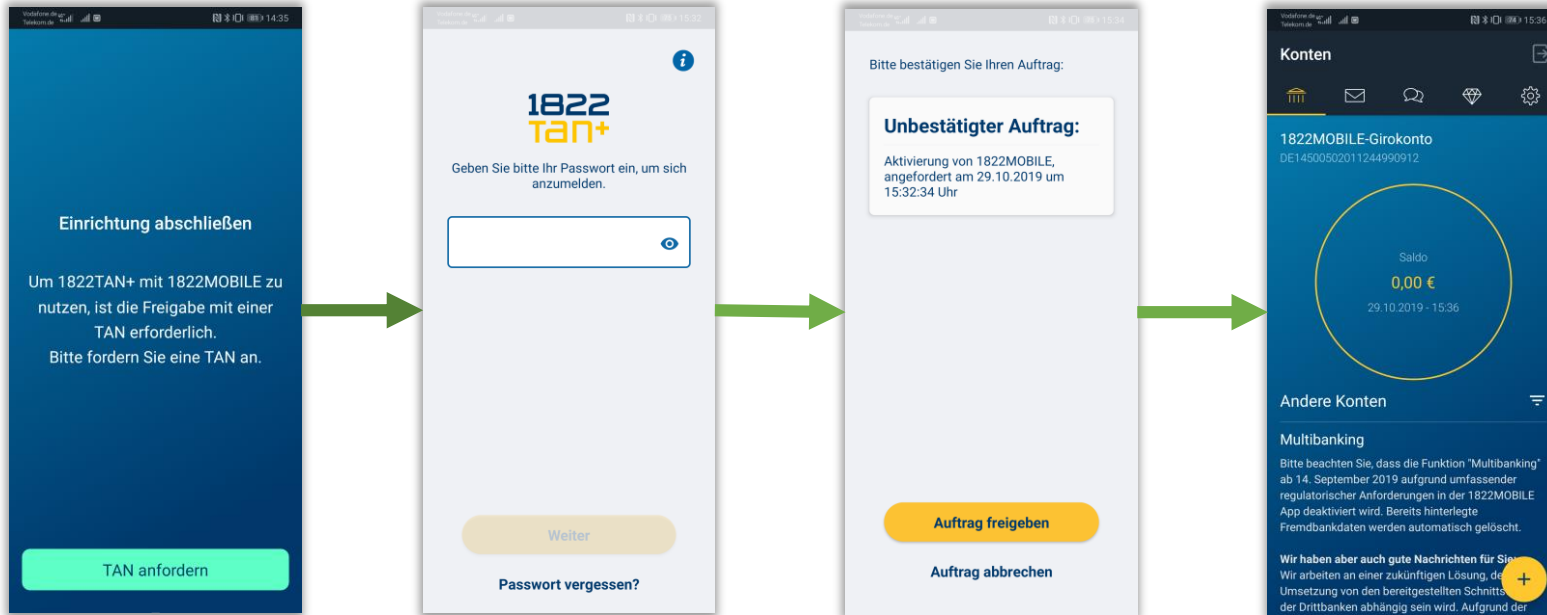 Vodafone.de
Telekom.de
14:35
Einrichtung abschließen
Um 1822TAN+ mit 1822MOBILE zu
nutzen, ist die Freigabe mit einer
TAN erforderlich.
Bitte fordern Sie eine TAN an.
TAN anfordern
Vodafone.de
Telekom.de
15:32
1822
TAN+
Geben Sie bitte Ihr Passwort ein, um sich
anzumelden.
Weiter
Passwort vergessen?
15:34
Bitte bestätigen Sie Ihren Auftrag:
Unbestätigter Auftrag:
Aktivierung von 1822MOBILE,
angefordert am 29.10.2019 um
15:32:34 Uhr
Auftrag freigeben
Auftrag abbrechen
Vodafone.de
Telekom.de
15:36
Konten
1822MOBILE-Girokonto
DE14500502011244990912
Saldo
0,00 €
29.10.2019 - 15:36
Andere Konten
Multibanking
Bitte beachten Sie, dass die Funktion "Multibanking"
ab 14. September 2019 aufgrund umfassender
regulatorischer Anforderungen in der 1822MOBILE
App deaktiviert wird. Bereits hinterlegte
Fremdbankdaten werden automatisch gelöscht.
Wir haben aber auch gute Nachrichten für
Wir arbeiten an einer zukünftigen Lösung,
Umsetzung von den bereitgestellten
der Drittbanken abhängig sein wird. Aufgrund der